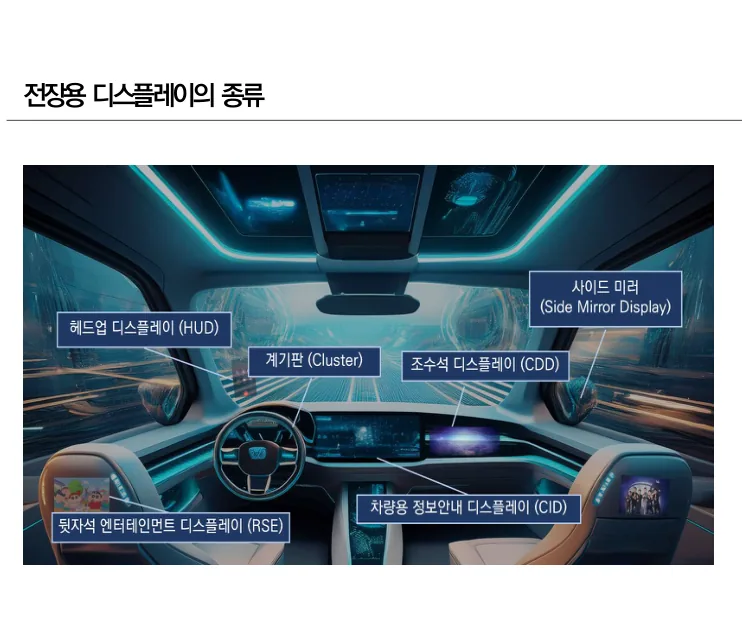 전장용 디스플레이의 종류
사이드 미러
(Side Mirror Display)
헤드업 디스플레이 (HUD)
계기판 (Cluster)
조수석 디스플레이 (CDD)
차량용 정보안내 디스플레이 (CID)
뒷자석 엔터테인먼트 디스플레이 (RSE)